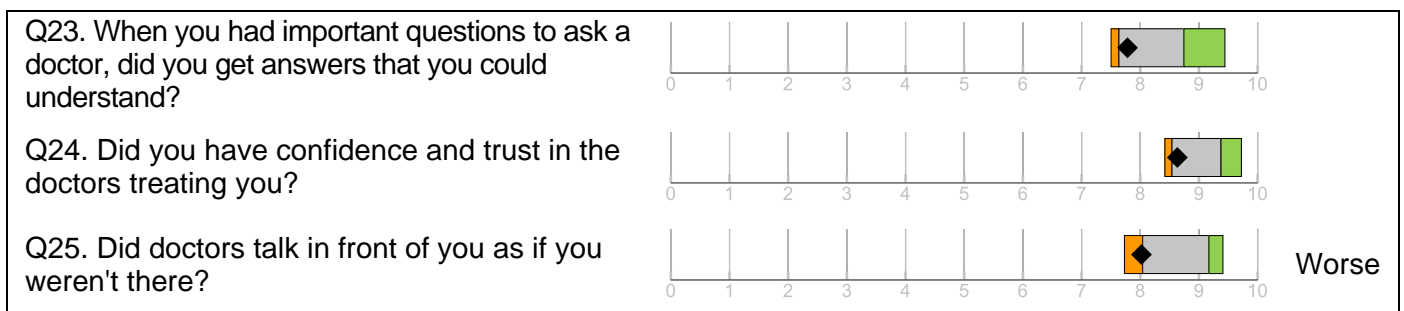 Q23. When you had important questions to ask a
doctor, did you get answers that you could
understand?
0 1 2 3 4 5 6 7 8 9 10
Q24. Did you have confidence and trust in the
doctors treating you?
0 1 2 3 4 5 6 7 8 9 10
Q25. Did doctors talk in front of you as if you
weren't there?
Worse
0 1 2 3 4 5 6 7 8 9 10